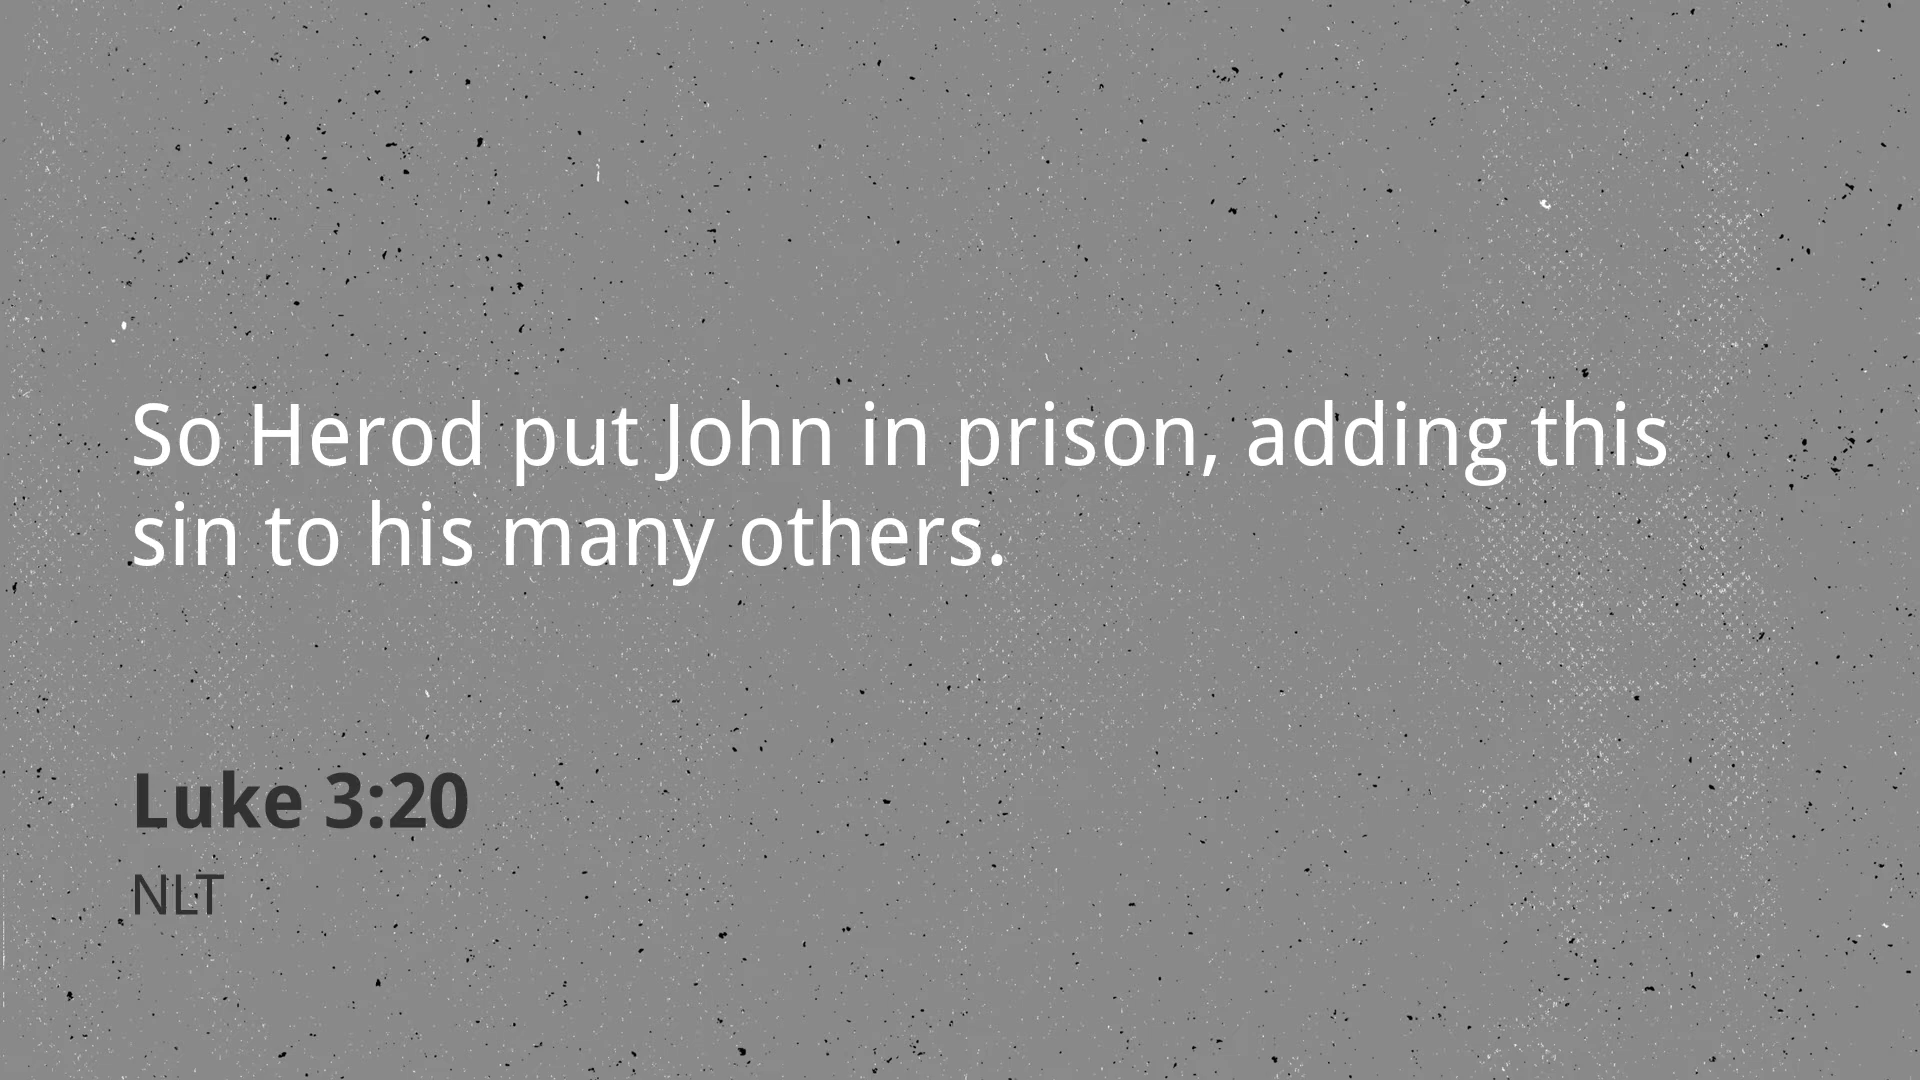 So Herod put John in prison, adding this
sin to his many others.
Luke 3:20
NLT